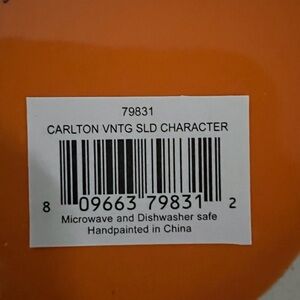 79831
CARLTON VNTG SLD CHARACTER
8 09663 79831 2
Microwave and Dishwasher safe
Handpainted in China